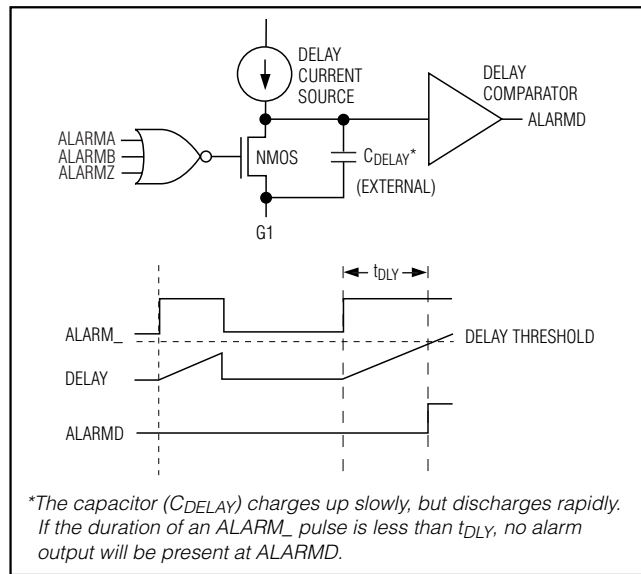 DELAY
CURRENT
SOURCE
DELAY
COMPARATOR
ALARMD
ALARMA
ALARMB
ALARMZ
NMOS
CDELAY*
(EXTERNAL)
G1
tDLY
ALARM_
DELAY THRESHOLD
DELAY
ALARMD
*The capacitor (CDELAY) charges up slowly, but discharges rapidly.
If the duration of an ALARM_ pulse is less than tDLY, no alarm
output will be present at ALARMD.